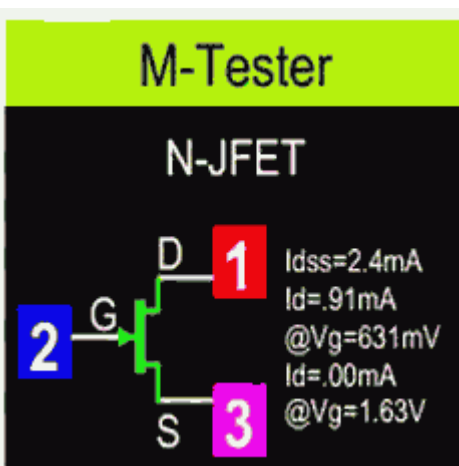 M-Tester
N-JFET
D
1
Idss=2.4mA
Id=.91mA
G
2
@Vg=631mV
Id=.00mA
S
3
@Vg=1.63V